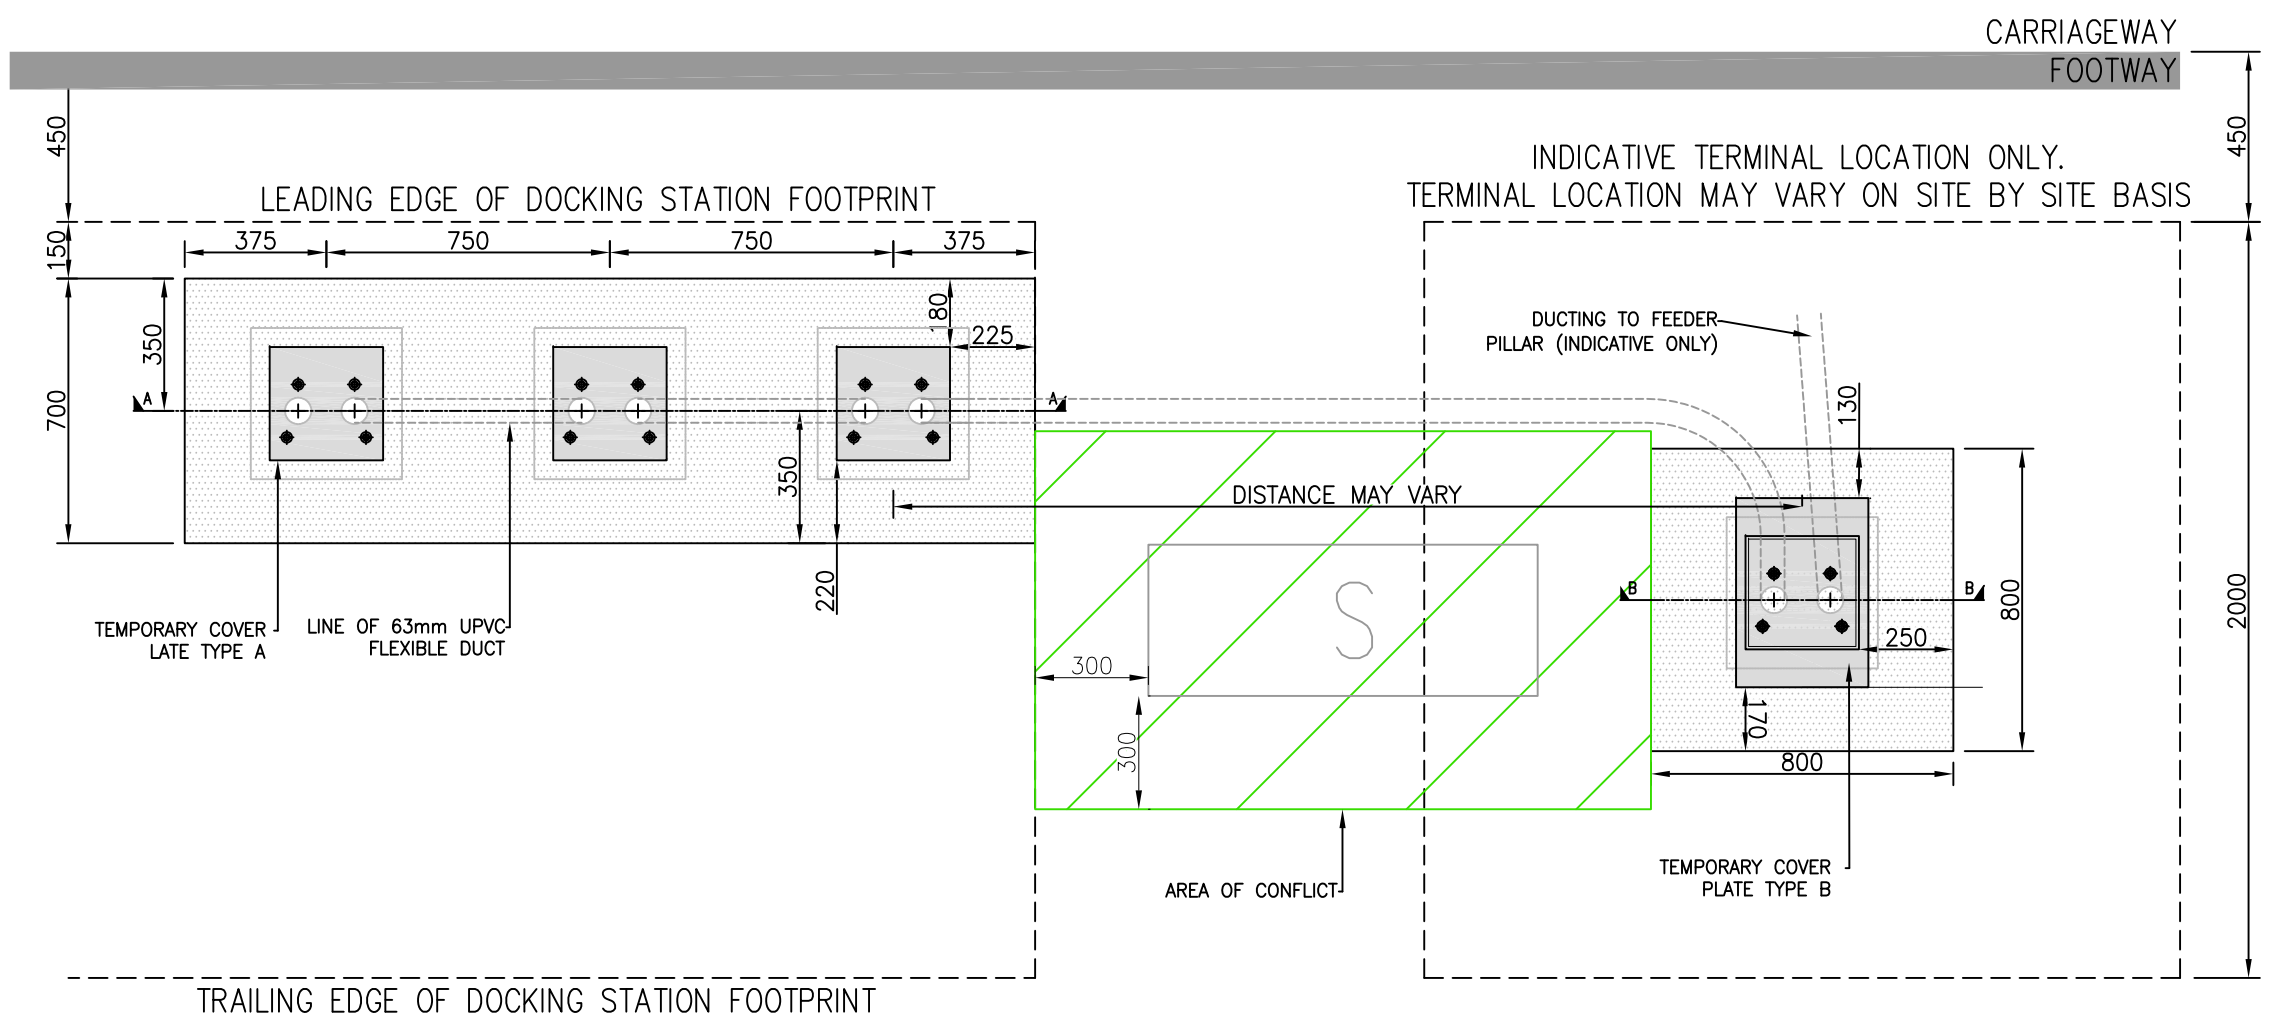 CARRIAGEWAY
FOOTWAY
450
450
INDICATIVE TERMINAL LOCATION ONLY.
TERMINAL LOCATION MAY VARY ON SITE BY SITE BASIS
LEADING EDGE OF DOCKING STATION FOOTPRINT
150
375
750
750
375
180
225
350
700
A
A
350
220
DUCTING TO FEEDER
PILLAR (INDICATIVE ONLY)
130
DISTANCE MAY VARY
S
B
B
800
2000
250
170
800
300
300
TEMPORARY COVER
LATE TYPE A
LINE OF 63mm UPVC
FLEXIBLE DUCT
AREA OF CONFLICT
TEMPORARY COVER
PLATE TYPE B
TRAILING EDGE OF DOCKING STATION FOOTPRINT